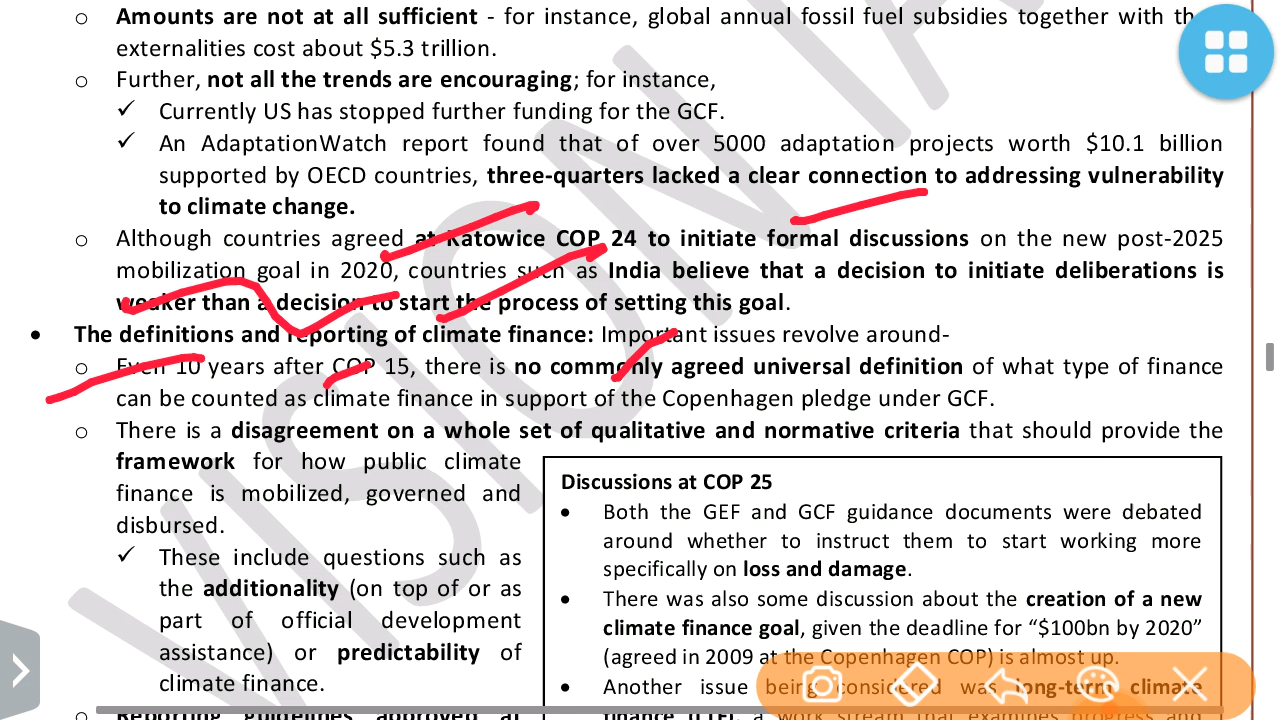 o Amounts are not at all sufficient - for instance, global annual fossil fuel subsidies together with
externalities cost about $5.3 trillion.
o Further, not all the trends are encouraging; for instance,
✓ Currently US has stopped further funding for the GCF.
✓ An AdaptationWatch report found that of over 5000 adaptation projects worth $10.1 billion
supported by OECD countries, three-quarters lacked a clear connection to addressing vulnerability
to climate change.
o Although countries agreed at Katowice COP 24 to initiate formal discussions on the new post-2025
mobilization goal in 2020, countries such as India believe that a decision to initiate deliberations is
weaker than a decision to start the process of setting this goal.
• The definitions and reporting of climate finance: Important issues revolve around-
o Even 10 years after COP 15, there is no commonly agreed universal definition of what type of finance
can be counted as climate finance in support of the Copenhagen pledge under GCF.
o There is a disagreement on a whole set of qualitative and normative criteria that should provide the
framework for how public climate
finance is mobilized, governed and
disbursed.
✓ These include questions such as
the additionality (on top of or as
part of official development
assistance) or predictability of
climate finance.
o Reporting guidelines approved at
Discussions at COP 25
• Both the GEF and GCF guidance documents were debated
around whether to instruct them to start working more
specifically on loss and damage.
• There was also some discussion about the creation of a new
climate finance goal, given the deadline for “$100bn by 2020”
(agreed in 2009 at the Copenhagen COP) is almost up.
• Another issue being considered was long-term climate
finance (LTF), a work stream that examines progress and
VISION IA